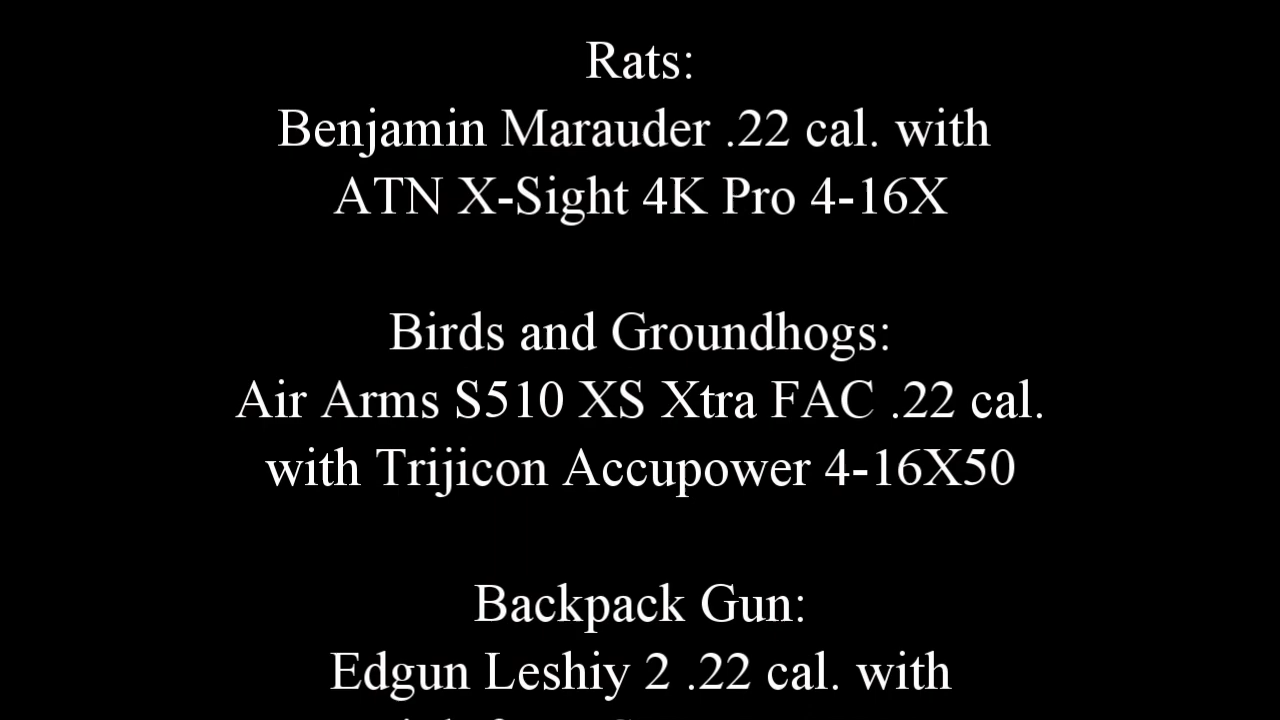 Rats:
Benjamin Marauder .22 cal. with
ATN X-Sight 4K Pro 4-16X
Birds and Groundhogs:
Air Arms S510 XS Xtra FAC .22 cal.
with Trijicon Accupower 4-16X50
Backpack Gun:
Edgun Leshiy 2 .22 cal. with